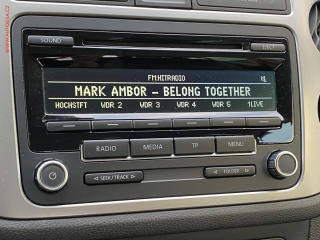 SOUND
EJECT
FM:HITRADIO
MARK AMBOR – BELONG TOGETHER
HOCHSTFT WDR 2 WDR 3 WDR 4 WDR 5 1LIVE
RADIO MEDIA TP MENU
SEEK/TRACK FOLDER